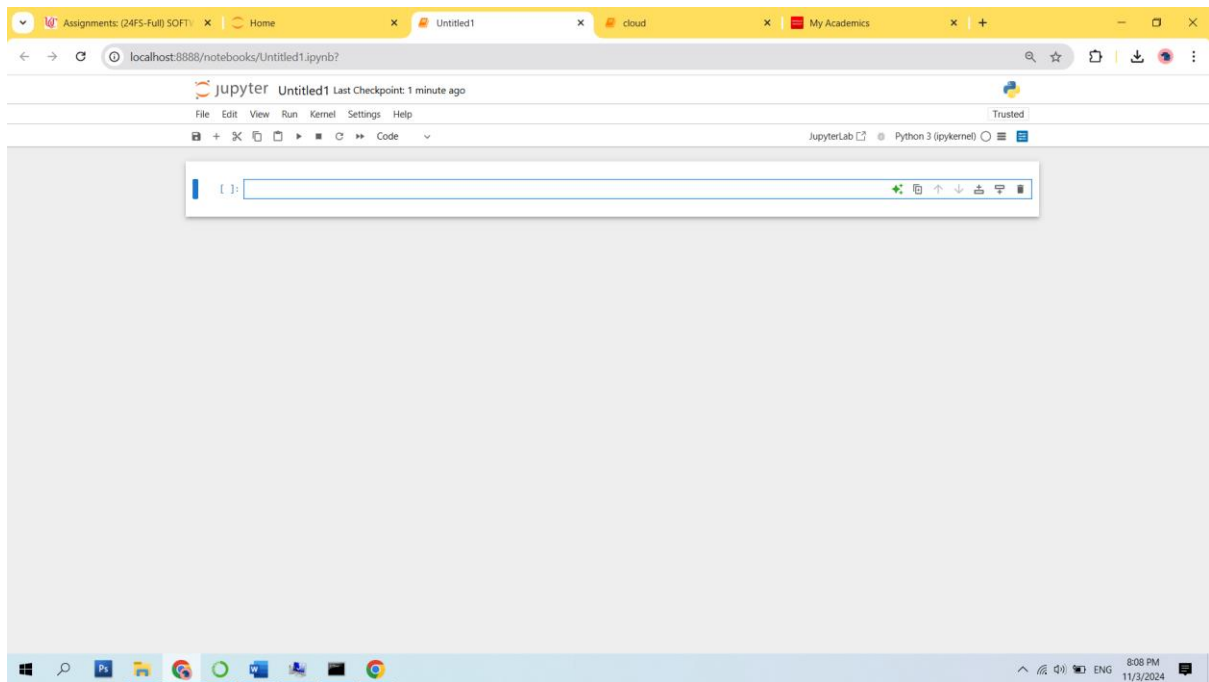 Assignments: (24FS-Full) SOFTW
Home
Untitled1
cloud
My Academics
localhost:8888/notebooks/Untitled1.ipynb?
jupyter Untitled1 Last Checkpoint: 1 minute ago
File Edit View Run Kernel Settings Help
Trusted
Code
JupyterLab
Python 3 (ipykernel)
[ ]:
Ps
W
ENG
8:08 PM
11/3/2024